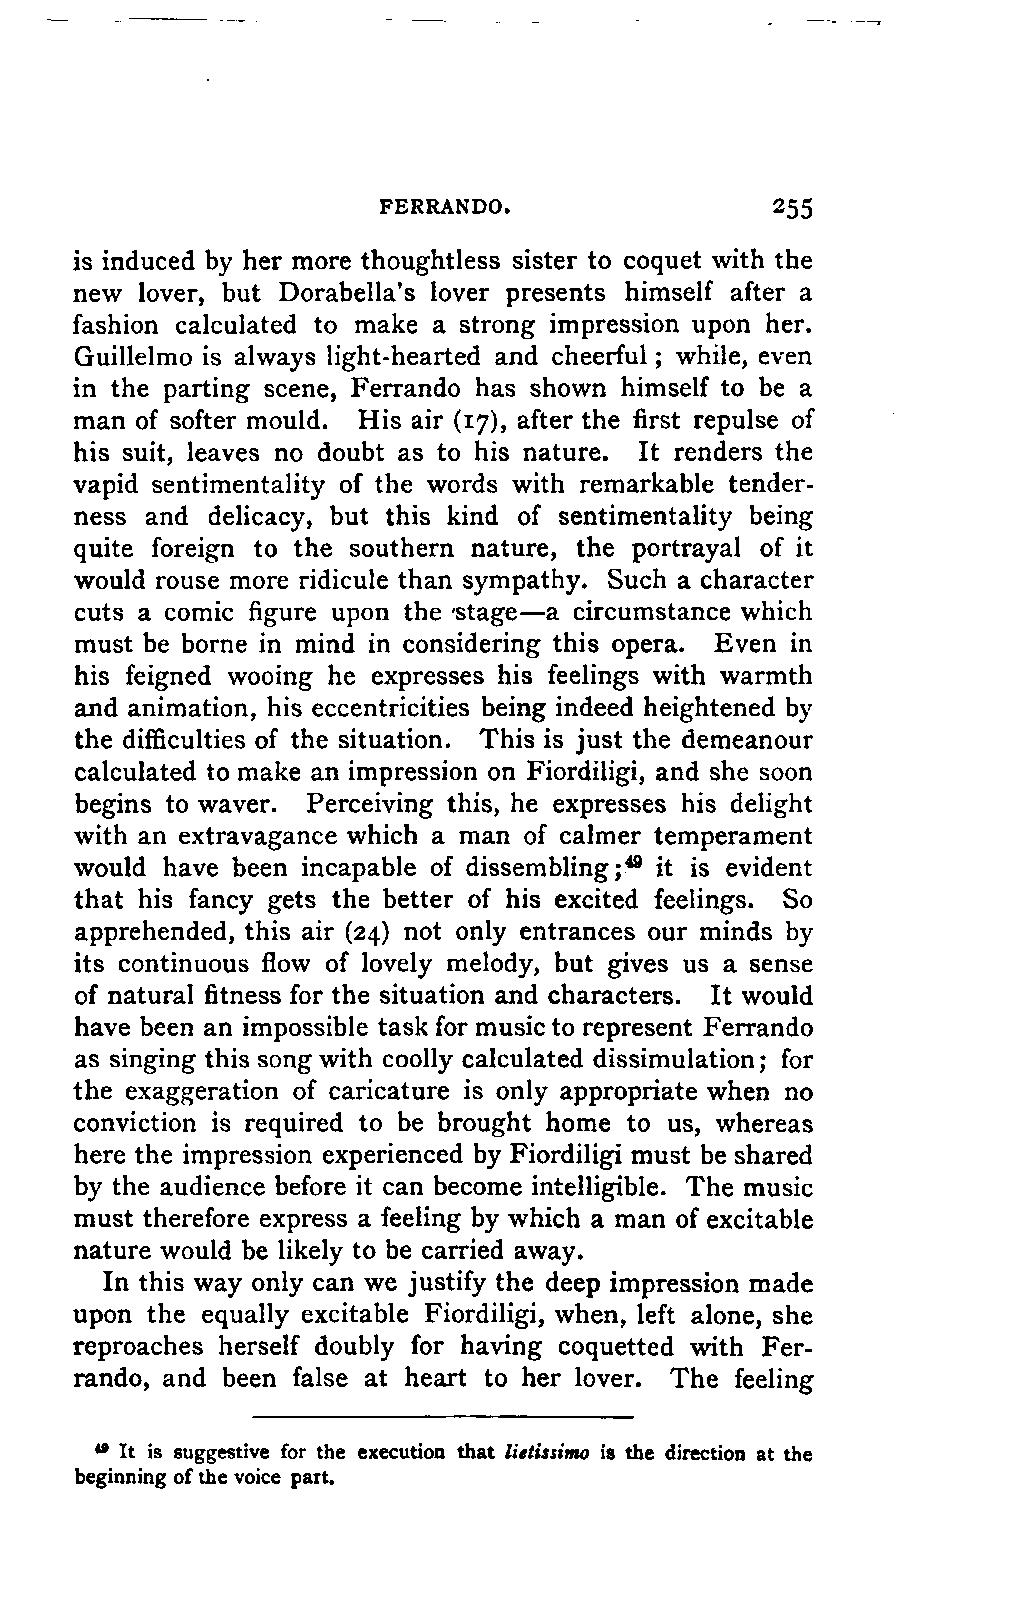 FERRANDO. 255
is induced by her more thoughtless sister to coquet with the
new lover, but Dorabella's lover presents himself after a
fashion calculated to make a strong impression upon her.
Guillelmo is always light-hearted and cheerful; while, even
in the parting scene, Ferrando has shown himself to be a
man of softer mould. His air (17), after the first repulse of
his suit, leaves no doubt as to his nature. It renders the
vapid sentimentality of the words with remarkable tender-
ness and delicacy, but this kind of sentimentality being
quite foreign to the southern nature, the portrayal of it
would rouse more ridicule than sympathy. Such a character
cuts a comic figure upon the stage—a circumstance which
must be borne in mind in considering this opera. Even in
his feigned wooing he expresses his feelings with warmth
and animation, his eccentricities being indeed heightened by
the difficulties of the situation. This is just the demeanour
calculated to make an impression on Fiordiligi, and she soon
begins to waver. Perceiving this, he expresses his delight
with an extravagance which a man of calmer temperament
would have been incapable of dissembling;⁴⁹ it is evident
that his fancy gets the better of his excited feelings. So
apprehended, this air (24) not only entrances our minds by
its continuous flow of lovely melody, but gives us a sense
of natural fitness for the situation and characters. It would
have been an impossible task for music to represent Ferrando
as singing this song with coolly calculated dissimulation; for
the exaggeration of caricature is only appropriate when no
conviction is required to be brought home to us, whereas
here the impression experienced by Fiordiligi must be shared
by the audience before it can become intelligible. The music
must therefore express a feeling by which a man of excitable
nature would be likely to be carried away.
In this way only can we justify the deep impression made
upon the equally excitable Fiordiligi, when, left alone, she
reproaches herself doubly for having coquetted with Fer-
rando, and been false at heart to her lover. The feeling
⁴⁹ It is suggestive for the execution that lietissimo is the direction at the
beginning of the voice part.